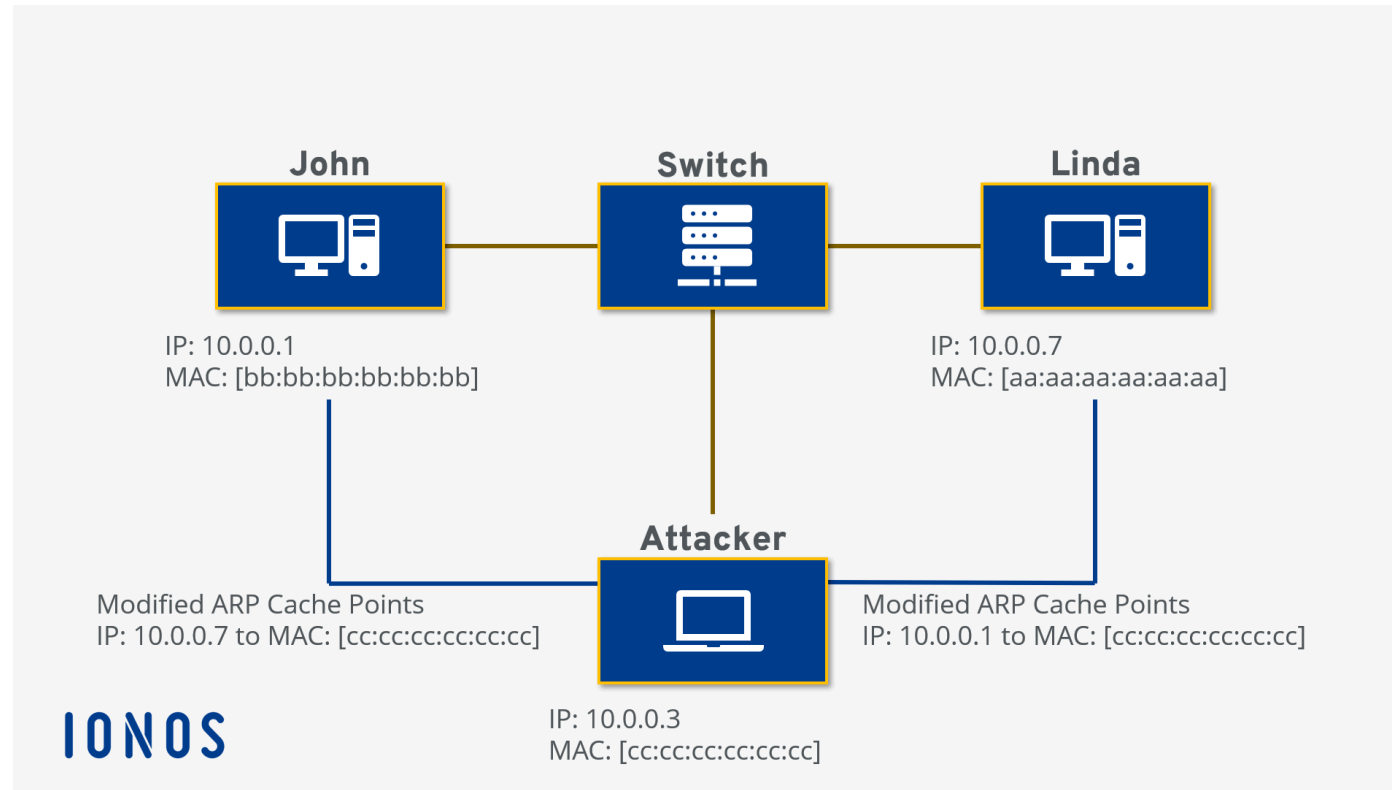 John
Switch
Linda
IP: 10.0.0.1
MAC: [bb:bb:bb:bb:bb:bb]
IP: 10.0.0.7
MAC: [aa:aa:aa:aa:aa:aa]
Attacker
Modified ARP Cache Points
IP: 10.0.0.7 to MAC: [cc:cc:cc:cc:cc:cc]
Modified ARP Cache Points
IP: 10.0.0.1 to MAC: [cc:cc:cc:cc:cc:cc]
IP: 10.0.0.3
MAC: [cc:cc:cc:cc:cc:cc]
IONOS